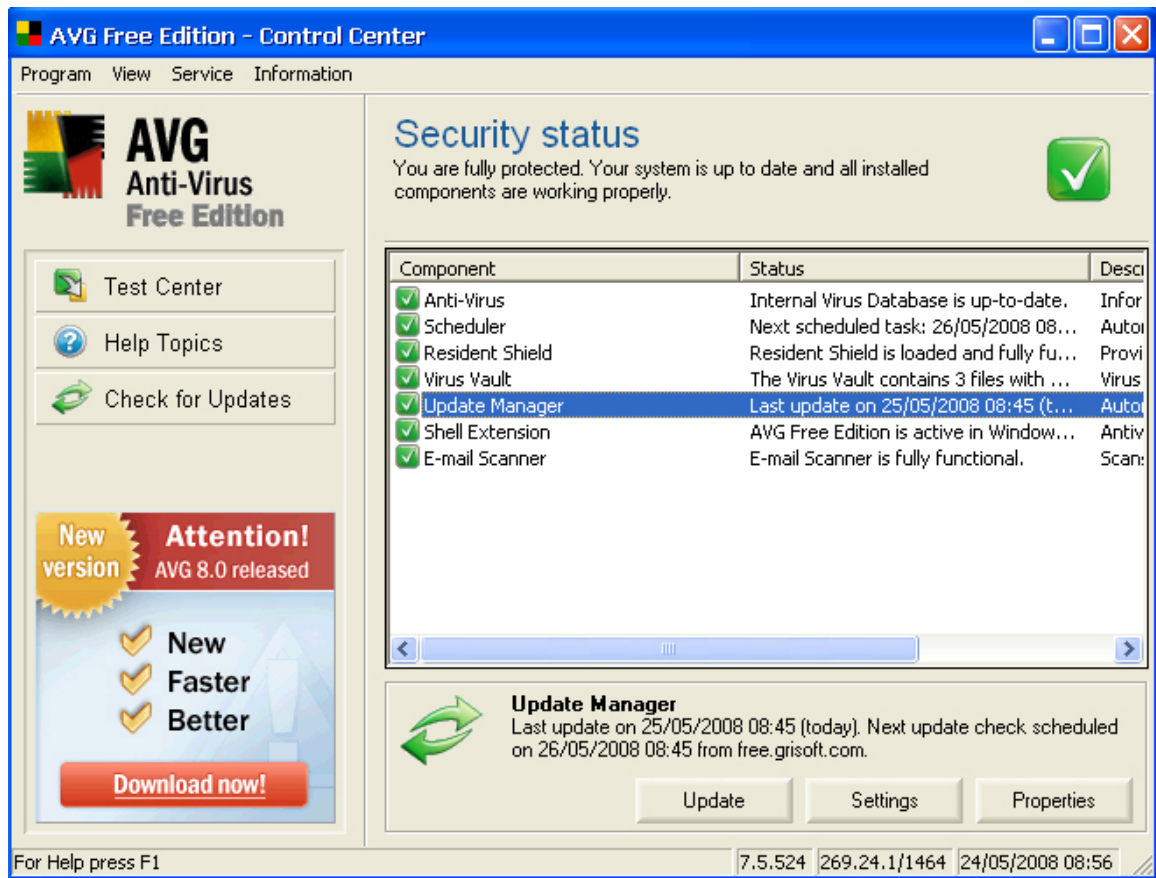 AVG Free Edition - Control Center
Program View Service Information
AVG
Anti-Virus
Free Edition
Test Center
Help Topics
Check for Updates
New version
Attention!
AVG 8.0 released
New
Faster
Better
Download now!
Security status
You are fully protected. Your system is up to date and all installed
components are working properly.
Component Status Descr
Anti-Virus Internal Virus Database is up-to-date. Infor
Scheduler Next scheduled task: 26/05/2008 08... Autor
Resident Shield Resident Shield is loaded and fully fu... Provi
Virus Vault The Virus Vault contains 3 files with ... Virus
Update Manager Last update on 25/05/2008 08:45 (t... Autor
Shell Extension AVG Free Edition is active in Window... Antiv
E-mail Scanner E-mail Scanner is fully functional. Scans
Update Manager
Last update on 25/05/2008 08:45 (today). Next update check scheduled
on 26/05/2008 08:45 from free.grisoft.com.
Update Settings Properties
For Help press F1 7.5.524 269.24.1/1464 24/05/2008 08:56